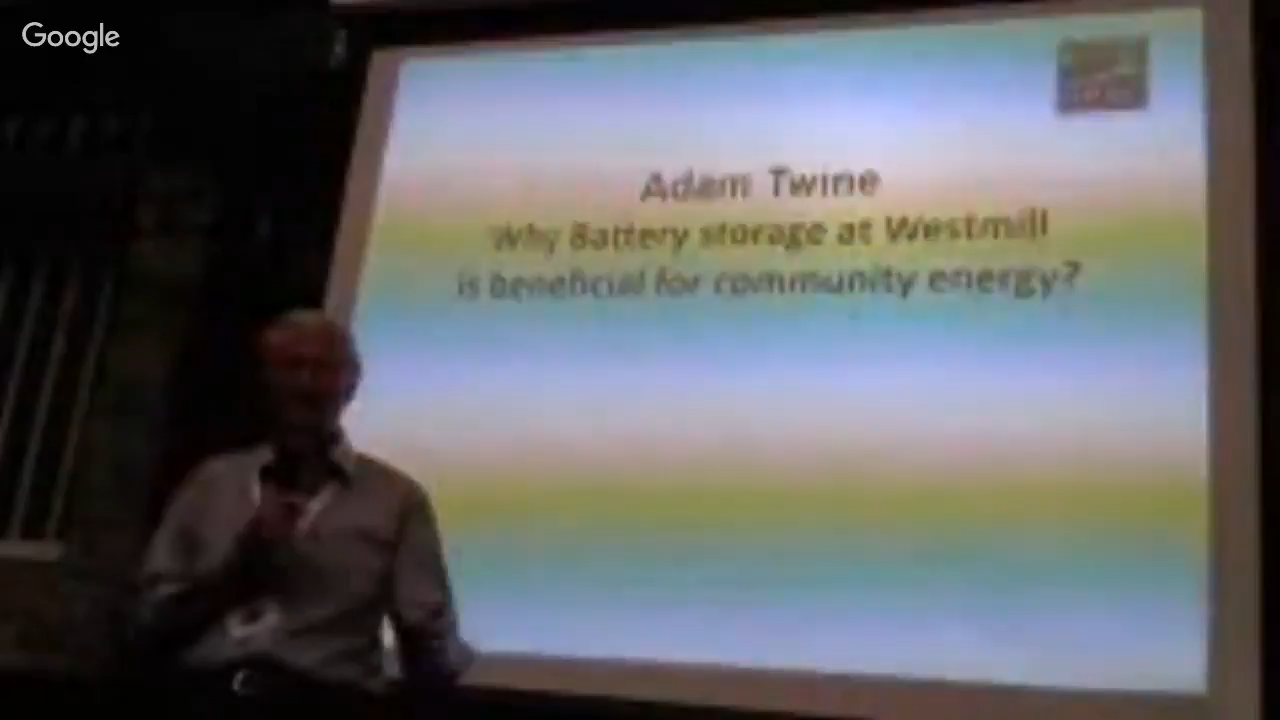 Google
Adam Twine
Why Battery storage at Westmill
is beneficial for community energy?